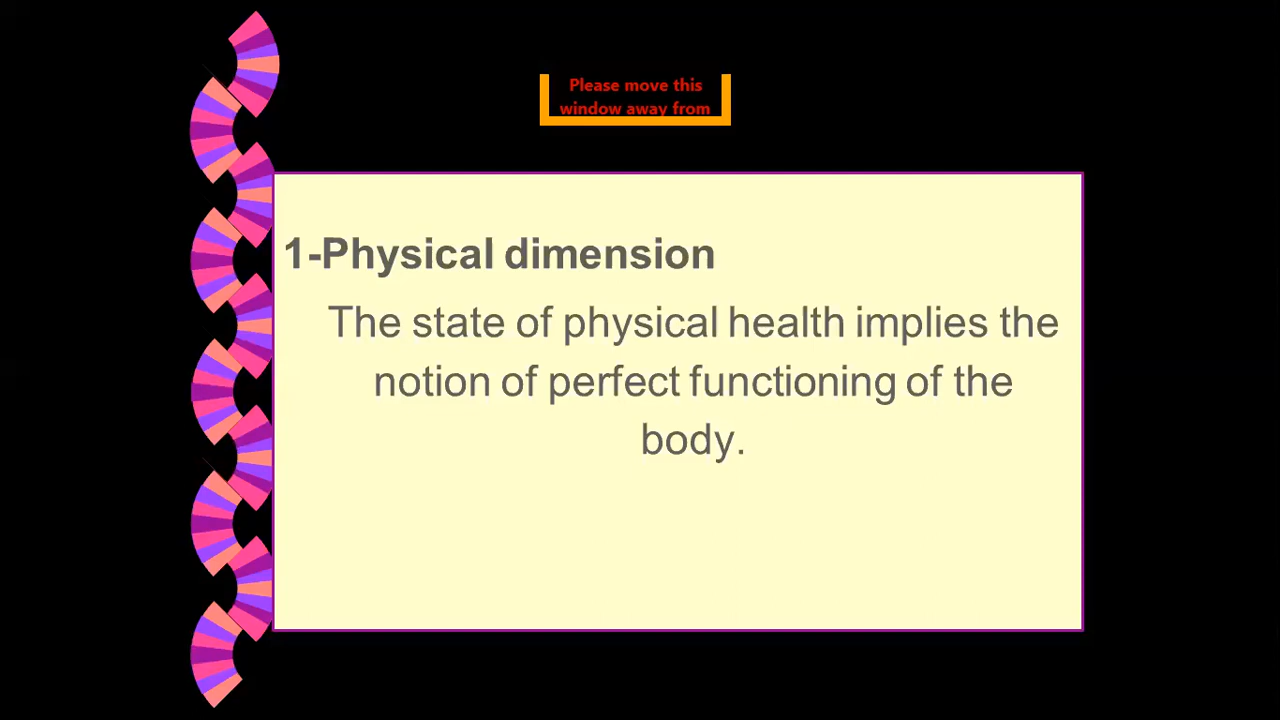 Please move this
window away from
1-Physical dimension
The state of physical health implies the
notion of perfect functioning of the
body.